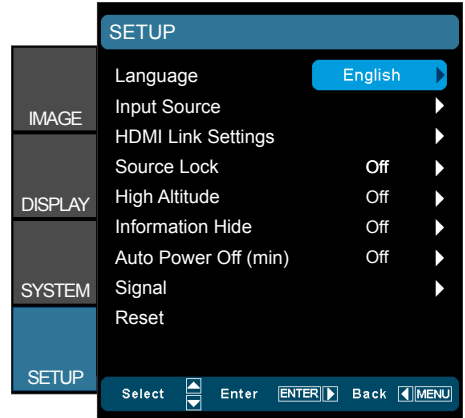 SETUP
Language English
Input Source
HDMI Link Settings
Source Lock Off
High Altitude Off
Information Hide Off
Auto Power Off (min) Off
Signal
Reset
IMAGE
DISPLAY
SYSTEM
SETUP
Select Enter ENTER Back MENU